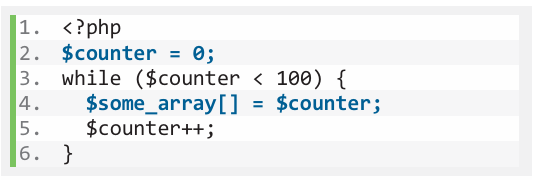 1. <?php
2. $counter = 0;
3. while ($counter < 100) {
4.   $some_array[] = $counter;
5.   $counter++;
6. }